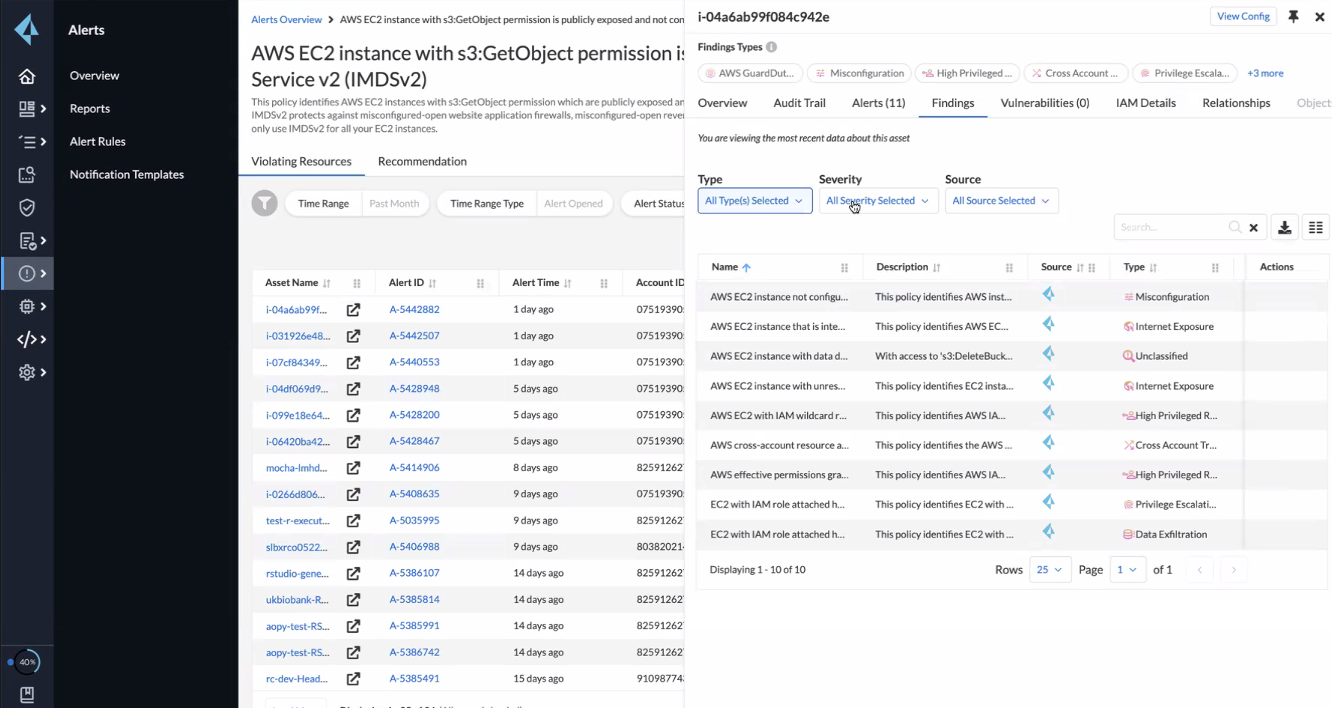 Alerts
Overview
Reports
Alert Rules
Notification Templates
40%
Alerts Overview > AWS EC2 instance with s3:GetObject permission is publicly exposed and not con
AWS EC2 instance with s3:GetObject permission is
Service v2 (IMDSv2)
This policy identifies AWS EC2 instances with s3:GetObject permission which are publicly exposed and
IMDSv2 protects against misconfigured-open website application firewalls, misconfigured-open rever
only use IMDSv2 for all your EC2 instances.
Violating Resources Recommendation
Time Range Past Month Time Range Type Alert Opened Alert Status
Asset Name Alert ID Alert Time Account ID
i-04a6ab99f... A-5442882 1 day ago 07519390
i-031926e48... A-5442507 1 day ago 07519390
i-07cf84349... A-5440553 1 day ago 07519390
i-04df069d9... A-5428948 5 days ago 07519390
i-099e18e64... A-5428200 5 days ago 07519390
i-06420ba42... A-5428467 5 days ago 07519390
mocha-lmhd... A-5414906 8 days ago 82591262
i-0266d806... A-5408635 9 days ago 07519390
test-r-execut... A-5035995 9 days ago 82591262
slbxrco0522... A-5406988 9 days ago 80382021
rstudio-gene... A-5386107 14 days ago 82591262
ukbiobank-R... A-5385814 14 days ago 82591262
aopy-test-RS... A-5385991 14 days ago 82591262
aopy-test-RS... A-5386742 14 days ago 82591262
rc-dev-Head... A-5385491 15 days ago 91098774
i-04a6ab99f084c942e
View Config
Findings Types
AWS GuardDut... Misconfiguration High Privileged ... Cross Account ... Privilege Escala... +3 more
Overview Audit Trail Alerts (11) Findings Vulnerabilities (0) IAM Details Relationships Object
You are viewing the most recent data about this asset
Type Severity Source
All Type(s) Selected All Severity Selected All Source Selected
Search...
Name Description Source Type Actions
AWS EC2 instance not configu... This policy identifies AWS inst... Misconfiguration
AWS EC2 instance that is inte... This policy identifies AWS EC... Internet Exposure
AWS EC2 instance with data d... With access to 's3:DeleteBuck... Unclassified
AWS EC2 instance with unres... This policy identifies EC2 insta... Internet Exposure
AWS EC2 with IAM wildcard r... This policy identifies AWS IA... High Privileged R...
AWS cross-account resource a... This policy identifies the AWS ... Cross Account Tr...
AWS effective permissions gra... This policy identifies AWS IA... High Privileged R...
EC2 with IAM role attached h... This policy identifies EC2 with ... Privilege Escalati...
EC2 with IAM role attached h... This policy identifies EC2 with ... Data Exfiltration
Displaying 1 - 10 of 10 Rows 25 Page 1 of 1